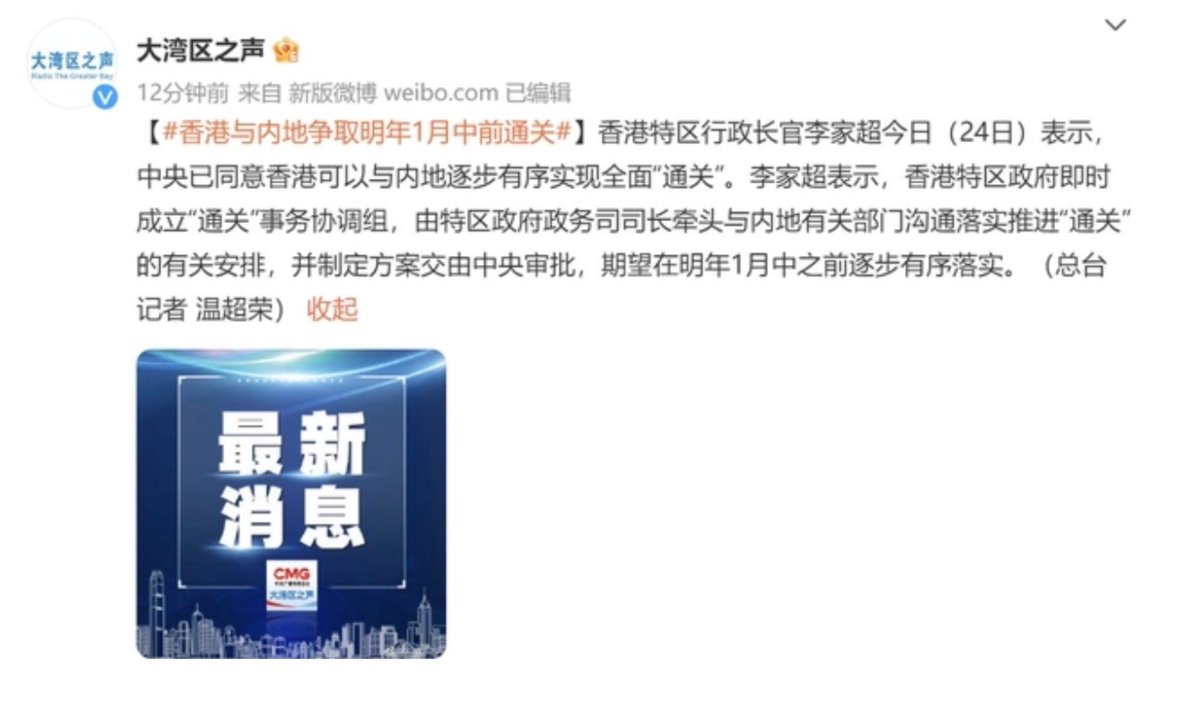 大湾区之声
Radio The Greater Bay
大湾区之声
12分钟前 来自 新版微博 weibo.com 已编辑
【#香港与内地争取明年1月中前通关#】香港特区行政长官李家超今日（24日）表示，
中央已同意香港可以与内地逐步有序实现全面“通关”。李家超表示，香港特区政府即时
成立“通关”事务协调组，由特区政府政务司司长牵头与内地有关部门沟通落实推进“通关”
的有关安排，并制定方案交由中央审批，期望在明年1月中之前逐步有序落实。（总台
记者 温超荣） 收起
最新
消息
CMG
大湾区之声